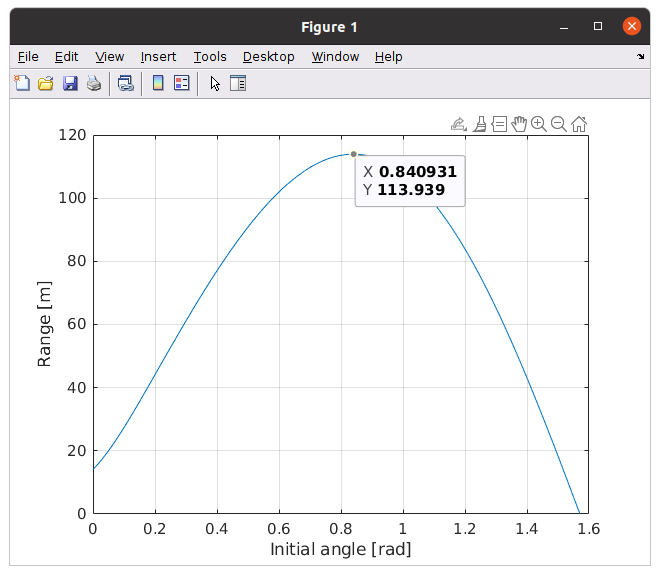 Figure 1
File Edit View Insert Tools Desktop Window Help
120
100
80
60
40
20
0
Range [m]
X 0.840931
Y 113.939
0 0.2 0.4 0.6 0.8 1 1.2 1.4 1.6
Initial angle [rad]